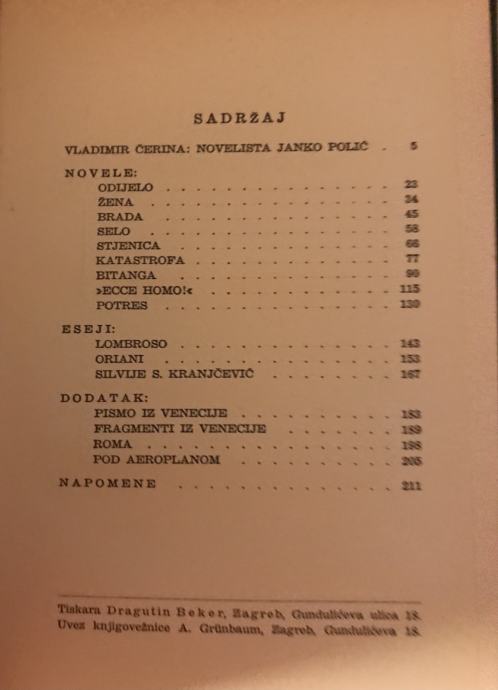 SADRŽAJ
VLADIMIR ČERINA: NOVELISTA JANKO POLIĆ . 5
NOVELE:
ODIJELO . . . . . . . . . . . . . . . 23
ŽENA . . . . . . . . . . . . . . . . 34
BRADA . . . . . . . . . . . . . . . 45
SELO . . . . . . . . . . . . . . . . 58
STJENICA . . . . . . . . . . . . . . 66
KATASTROFA . . . . . . . . . . . . . 77
BITANGA . . . . . . . . . . . . . . 90
»ECCE HOMO!« . . . . . . . . . . . . 115
POTRES . . . . . . . . . . . . . . . 130
ESEJI:
LOMBROSO . . . . . . . . . . . . . . 143
ORIANI . . . . . . . . . . . . . . . 153
SILVIJE S. KRANJČEVIĆ . . . . . . . . 167
DODATAK:
PISMO IZ VENECIJE . . . . . . . . . . 183
FRAGMENTI IZ VENECIJE . . . . . . . 189
ROMA . . . . . . . . . . . . . . . . 198
POD AEROPLANOM . . . . . . . . . . 205
NAPOMENE . . . . . . . . . . . . . . 211
Tiskara Dragutin Beker, Zagreb, Gundulićeva ulica 18.
Uvez knjigovežnice A. Grünbaum, Zagreb, Gundulićeva 18.